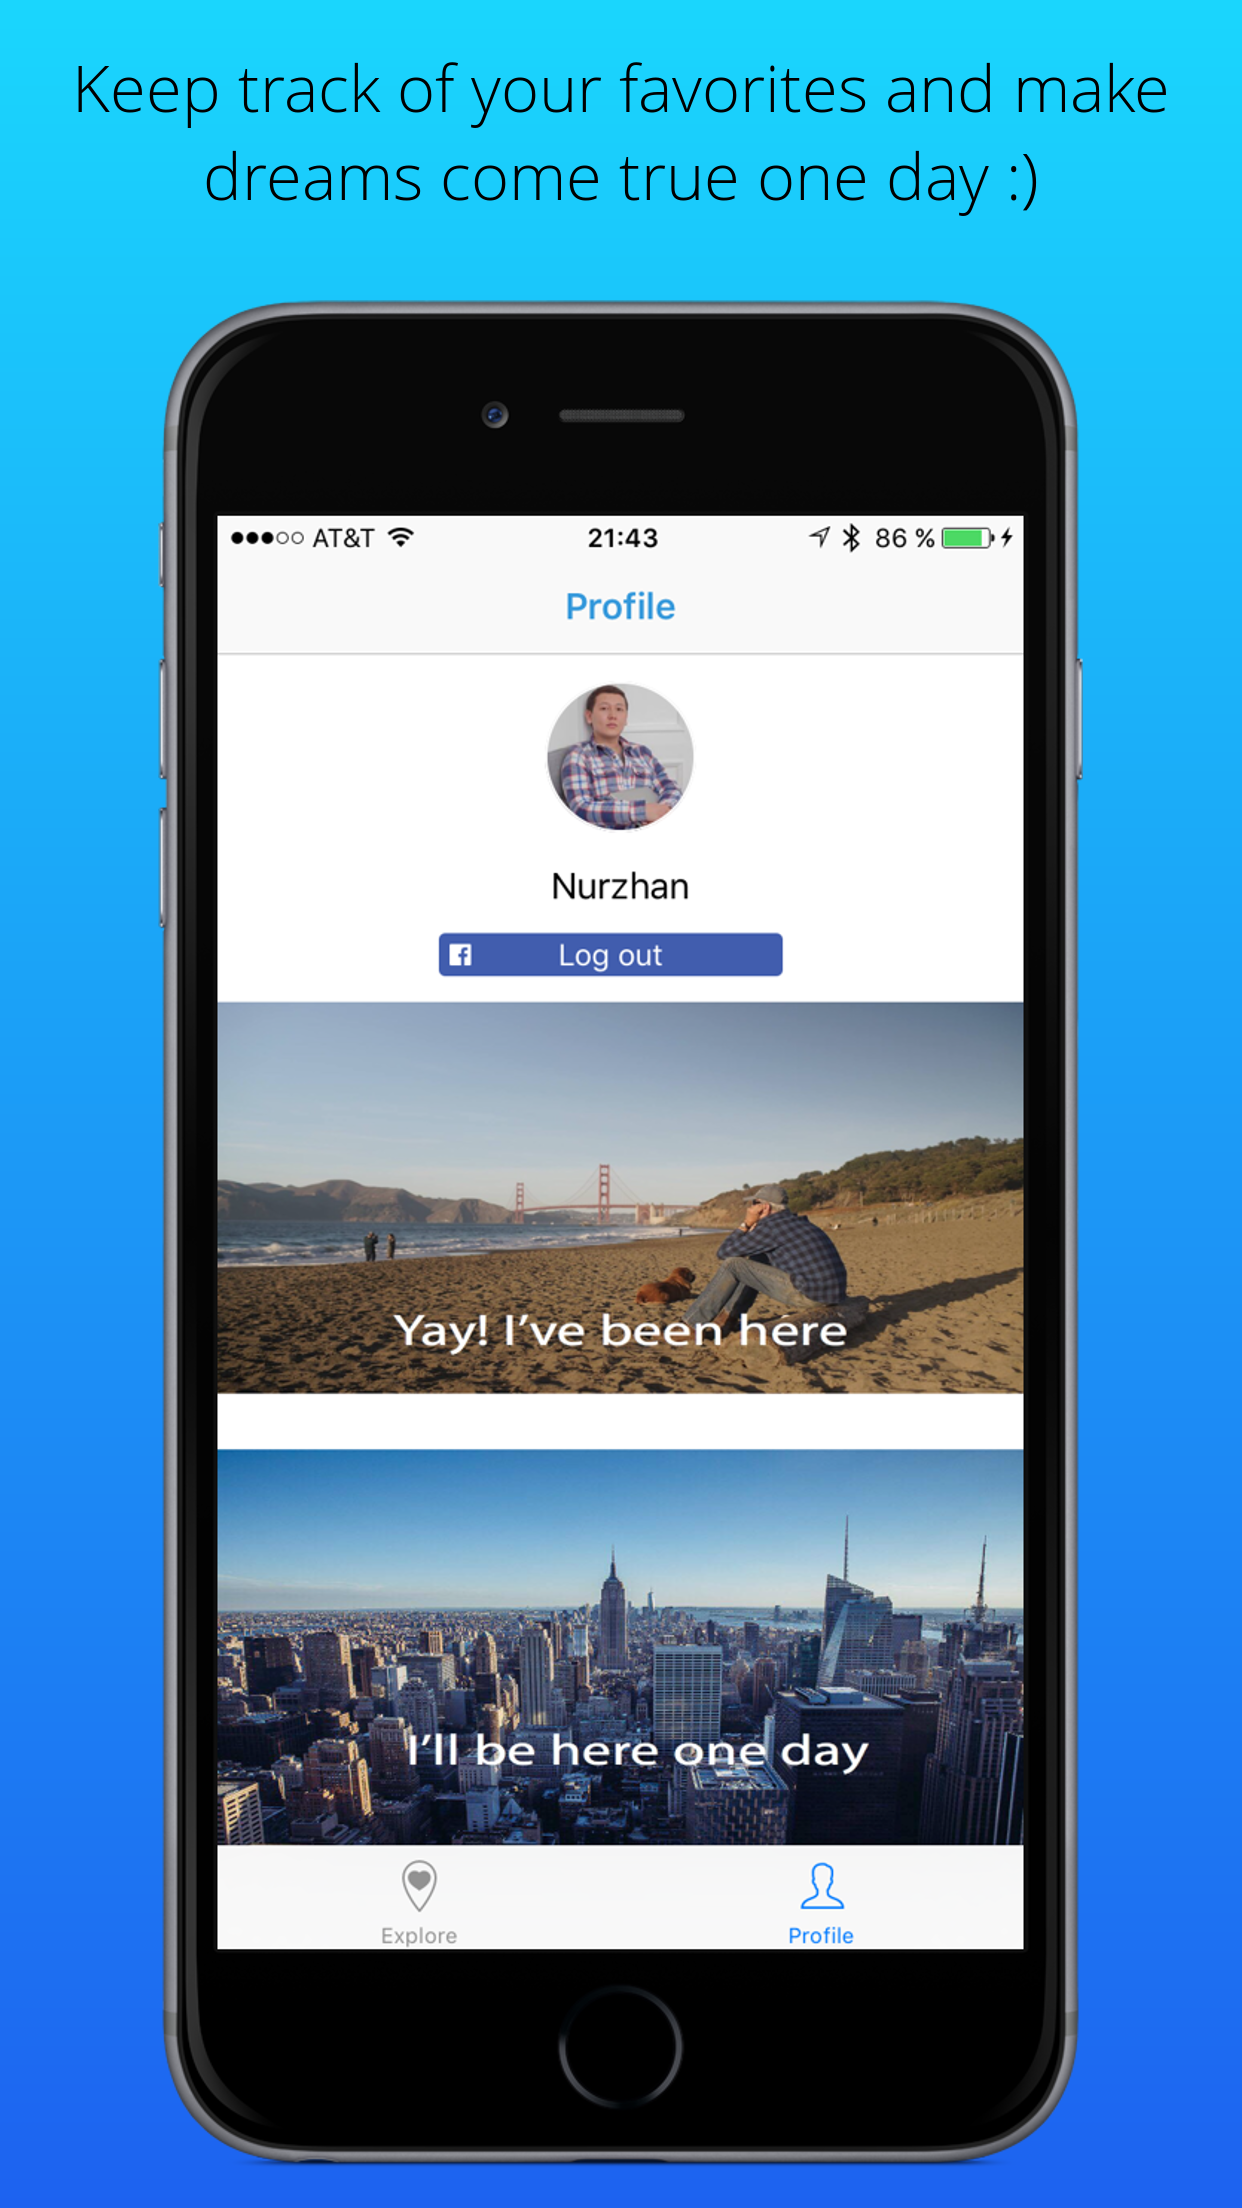 Keep track of your favorites and make
dreams come true one day :)
AT&T 21:43 86 %
Profile
Nurzhan
Log out
Yay! I've been here
I'll be here one day
Explore Profile